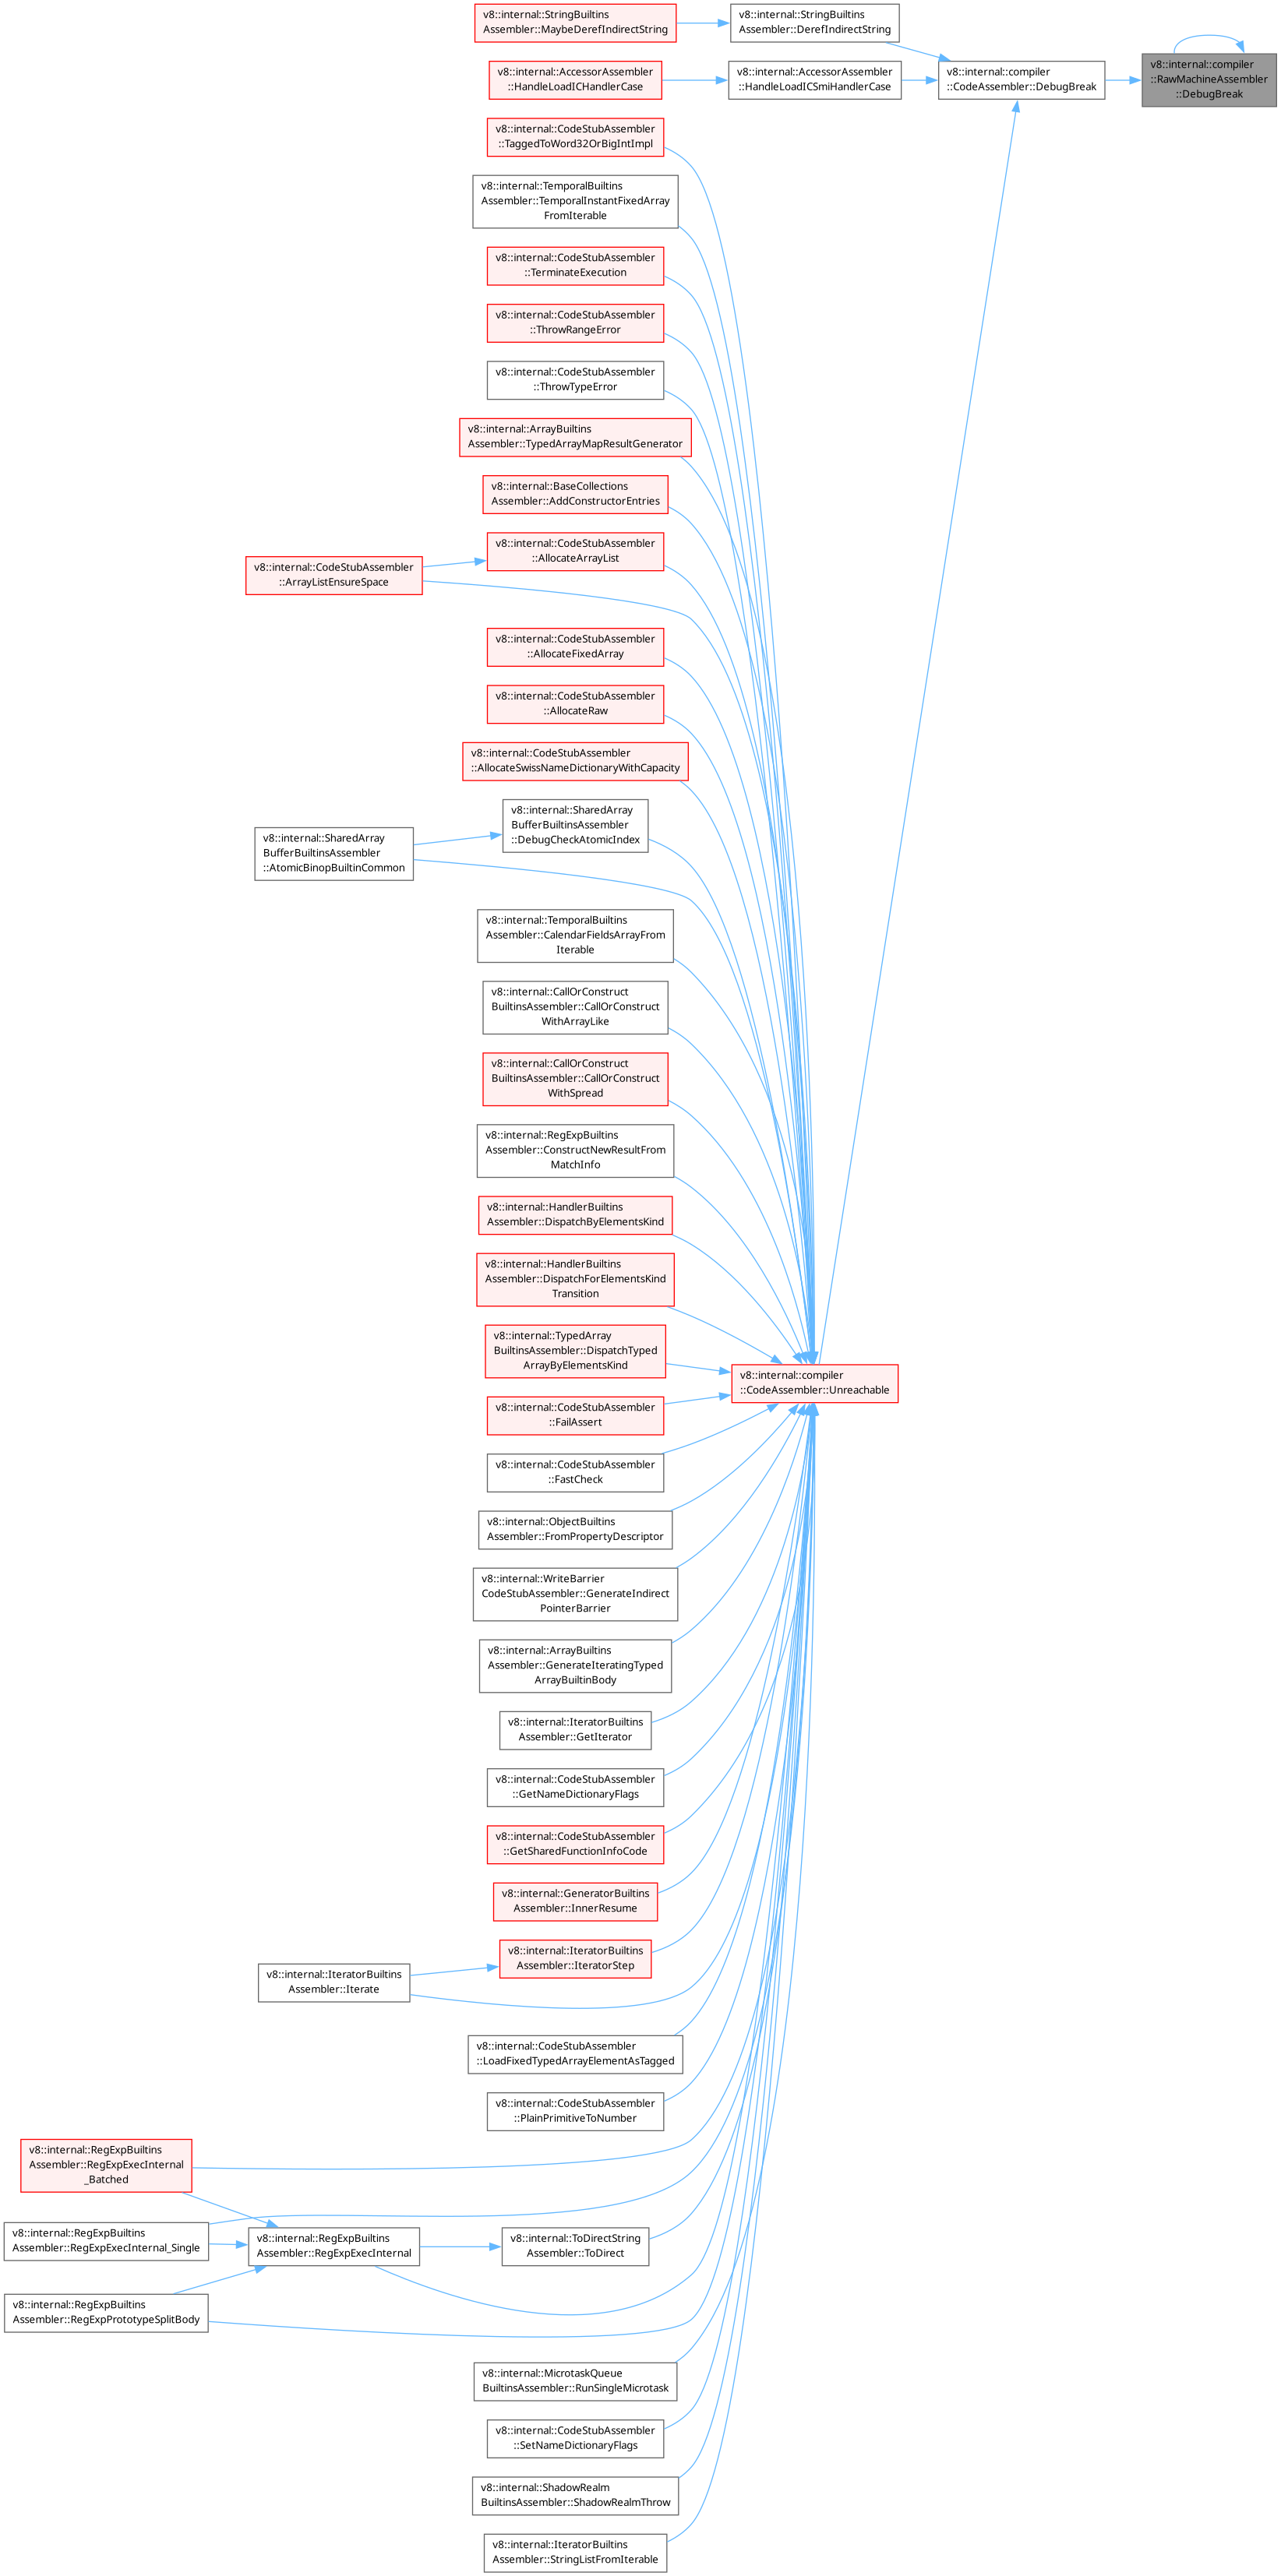 v8::internal::StringBuiltins
Assembler::MaybeDerefIndirectString
v8::internal::StringBuiltins
Assembler::DerefIndirectString
v8::internal::AccessorAssembler
::HandleLoadICHandlerCase
v8::internal::AccessorAssembler
::HandleLoadICSmiHandlerCase
v8::internal::compiler
::CodeAssembler::DebugBreak
v8::internal::compiler
::RawMachineAssembler
::DebugBreak
v8::internal::CodeStubAssembler
::TaggedToWord32OrBigIntImpl
v8::internal::TemporalBuiltins
Assembler::TemporalInstantFixedArray
FromIterable
v8::internal::CodeStubAssembler
::TerminateExecution
v8::internal::CodeStubAssembler
::ThrowRangeError
v8::internal::CodeStubAssembler
::ThrowTypeError
v8::internal::ArrayBuiltins
Assembler::TypedArrayMapResultGenerator
v8::internal::BaseCollections
Assembler::AddConstructorEntries
v8::internal::CodeStubAssembler
::AllocateArrayList
v8::internal::CodeStubAssembler
::ArrayListEnsureSpace
v8::internal::CodeStubAssembler
::AllocateFixedArray
v8::internal::CodeStubAssembler
::AllocateRaw
v8::internal::CodeStubAssembler
::AllocateSwissNameDictionaryWithCapacity
v8::internal::SharedArray
BufferBuiltinsAssembler
::DebugCheckAtomicIndex
v8::internal::SharedArray
BufferBuiltinsAssembler
::AtomicBinopBuiltinCommon
v8::internal::TemporalBuiltins
Assembler::CalendarFieldsArrayFrom
Iterable
v8::internal::CallOrConstruct
BuiltinsAssembler::CallOrConstruct
WithArrayLike
v8::internal::CallOrConstruct
BuiltinsAssembler::CallOrConstruct
WithSpread
v8::internal::RegExpBuiltins
Assembler::ConstructNewResultFrom
MatchInfo
v8::internal::HandlerBuiltins
Assembler::DispatchByElementsKind
v8::internal::HandlerBuiltins
Assembler::DispatchForElementsKind
Transition
v8::internal::TypedArray
BuiltinsAssembler::DispatchTyped
ArrayByElementsKind
v8::internal::compiler
::CodeAssembler::Unreachable
v8::internal::CodeStubAssembler
::FailAssert
v8::internal::CodeStubAssembler
::FastCheck
v8::internal::ObjectBuiltins
Assembler::FromPropertyDescriptor
v8::internal::WriteBarrier
CodeStubAssembler::GenerateIndirect
PointerBarrier
v8::internal::ArrayBuiltins
Assembler::GenerateIteratingTyped
ArrayBuiltinBody
v8::internal::IteratorBuiltins
Assembler::GetIterator
v8::internal::CodeStubAssembler
::GetNameDictionaryFlags
v8::internal::CodeStubAssembler
::GetSharedFunctionInfoCode
v8::internal::GeneratorBuiltins
Assembler::InnerResume
v8::internal::IteratorBuiltins
Assembler::IteratorStep
v8::internal::IteratorBuiltins
Assembler::Iterate
v8::internal::CodeStubAssembler
::LoadFixedTypedArrayElementAsTagged
v8::internal::CodeStubAssembler
::PlainPrimitiveToNumber
v8::internal::RegExpBuiltins
Assembler::RegExpExecInternal
_Batched
v8::internal::RegExpBuiltins
Assembler::RegExpExecInternal_Single
v8::internal::RegExpBuiltins
Assembler::RegExpExecInternal
v8::internal::ToDirectString
Assembler::ToDirect
v8::internal::RegExpBuiltins
Assembler::RegExpPrototypeSplitBody
v8::internal::MicrotaskQueue
BuiltinsAssembler::RunSingleMicrotask
v8::internal::CodeStubAssembler
::SetNameDictionaryFlags
v8::internal::ShadowRealm
BuiltinsAssembler::ShadowRealmThrow
v8::internal::IteratorBuiltins
Assembler::StringListFromIterable